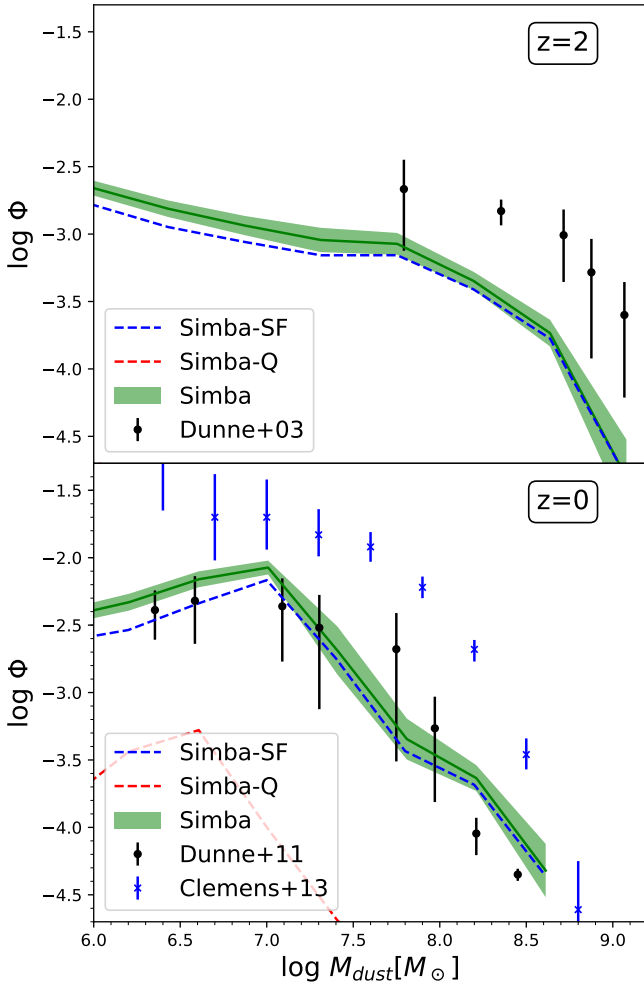 z=2
−1.5
−2.0
−2.5
−3.0
−3.5
−4.0
−4.5
log Φ
Simba-SF
Simba-Q
Simba
Dunne+03
z=0
−1.5
−2.0
−2.5
−3.0
−3.5
−4.0
−4.5
log Φ
Simba-SF
Simba-Q
Simba
Dunne+11
Clemens+13
6.0 6.5 7.0 7.5 8.0 8.5 9.0
log M_dust[M_⊙]